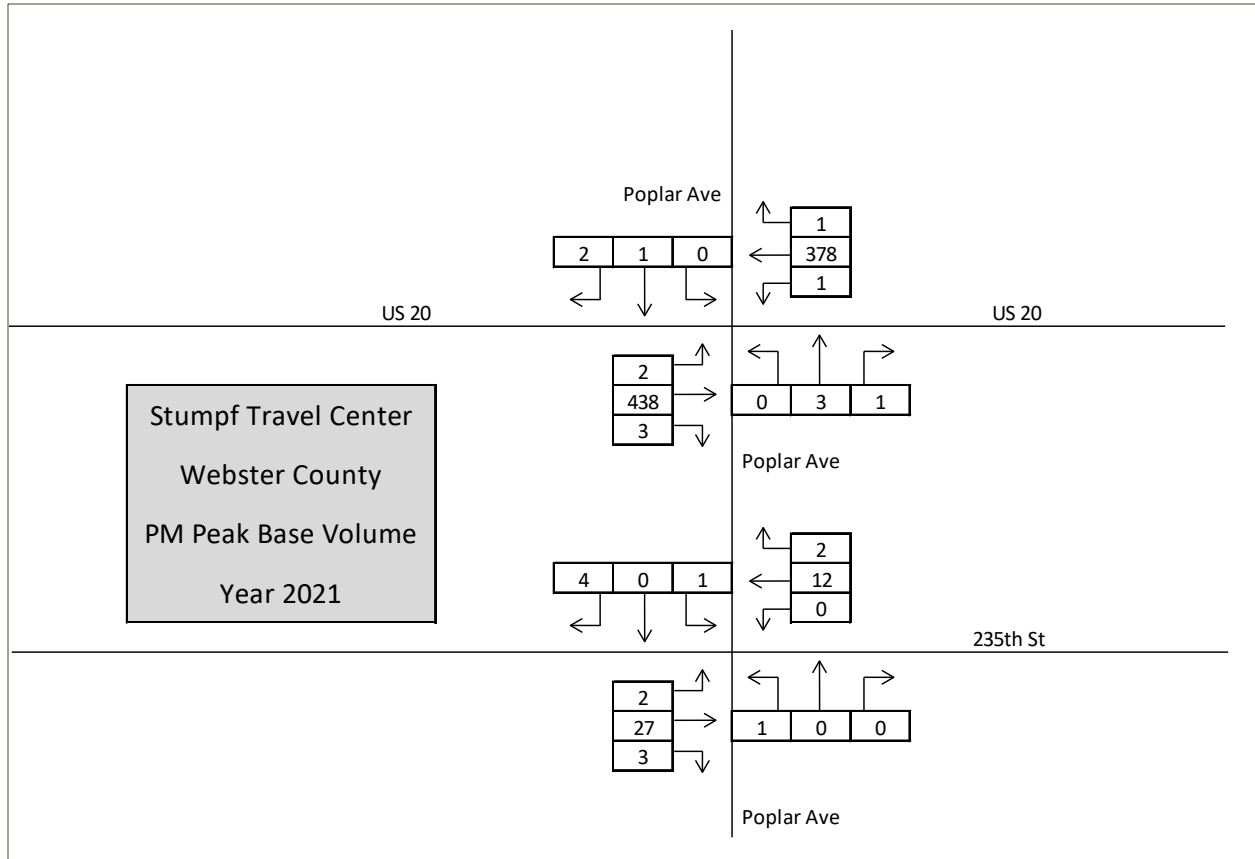 Poplar Ave
1
2 1 0
378
1
US 20
US 20
2
438
0 3 1
3
Poplar Ave
Stumpf Travel Center
Webster County
PM Peak Base Volume
Year 2021
2
4 0 1
12
0
235th St
2
27
1 0 0
3
Poplar Ave